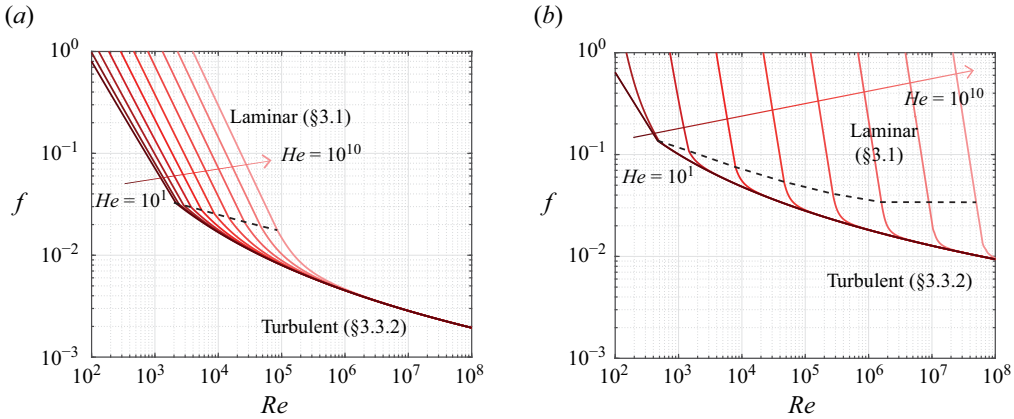 (a)
10^0
10^-1
10^-2
10^-3
f
Laminar (§3.1)
He = 10^10
He = 10^1
Turbulent (§3.3.2)
10^2 10^3 10^4 10^5 10^6 10^7 10^8
Re
(b)
10^0
10^-1
10^-2
10^-3
f
He = 10^10
Laminar
(§3.1)
He = 10^1
Turbulent (§3.3.2)
10^2 10^3 10^4 10^5 10^6 10^7 10^8
Re